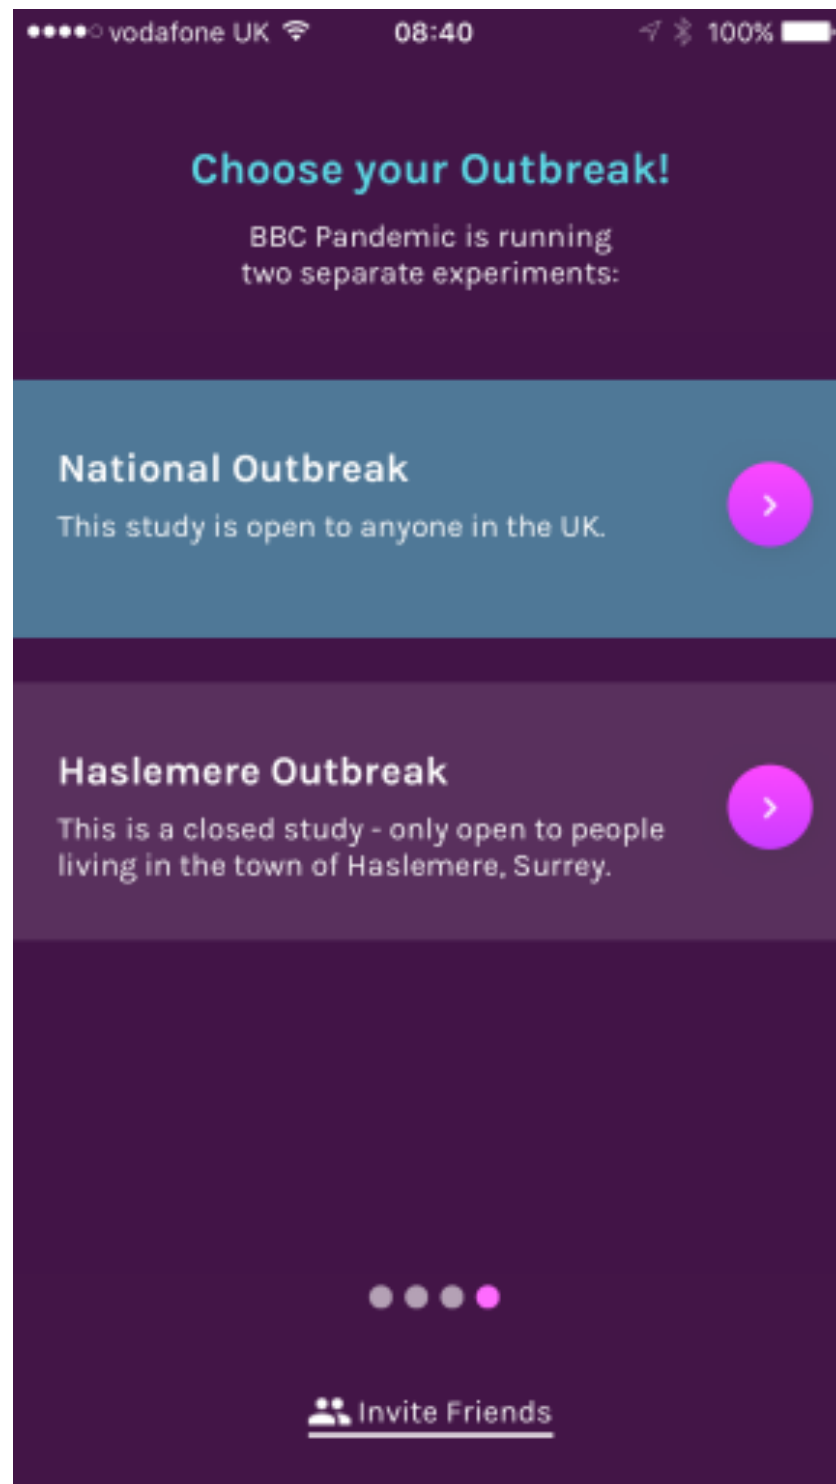 vodafone UK 08:40 100%
Choose your Outbreak!
BBC Pandemic is running
two separate experiments:
National Outbreak
This study is open to anyone in the UK.
Haslemere Outbreak
This is a closed study - only open to people
living in the town of Haslemere, Surrey.
Invite Friends